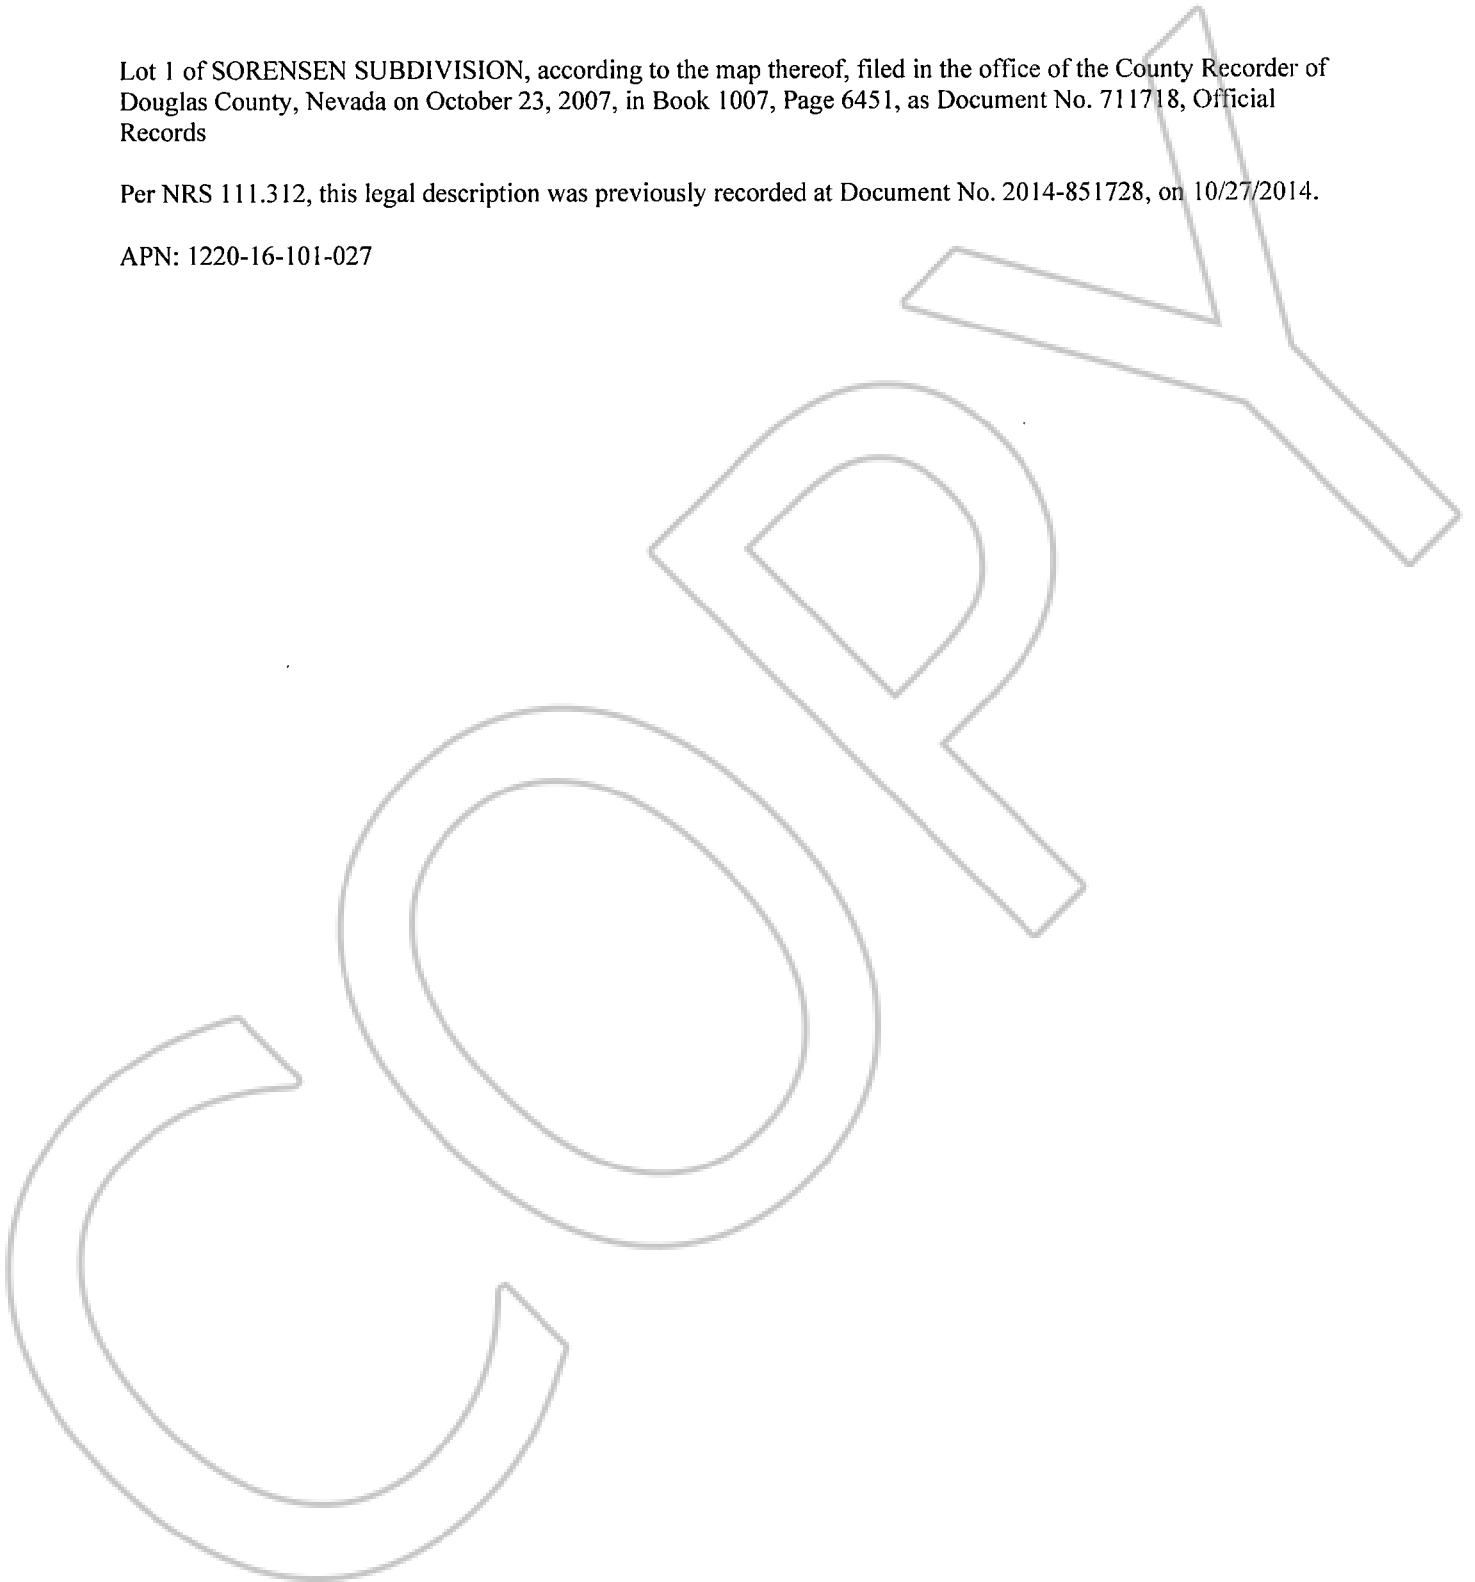 Lot 1 of SORENSEN SUBDIVISION, according to the map thereof, filed in the office of the County Recorder of
Douglas County, Nevada on October 23, 2007, in Book 1007, Page 6451, as Document No. 711718, Official
Records
Per NRS 111.312, this legal description was previously recorded at Document No. 2014-851728, on 10/27/2014.
APN: 1220-16-101-027
COPY